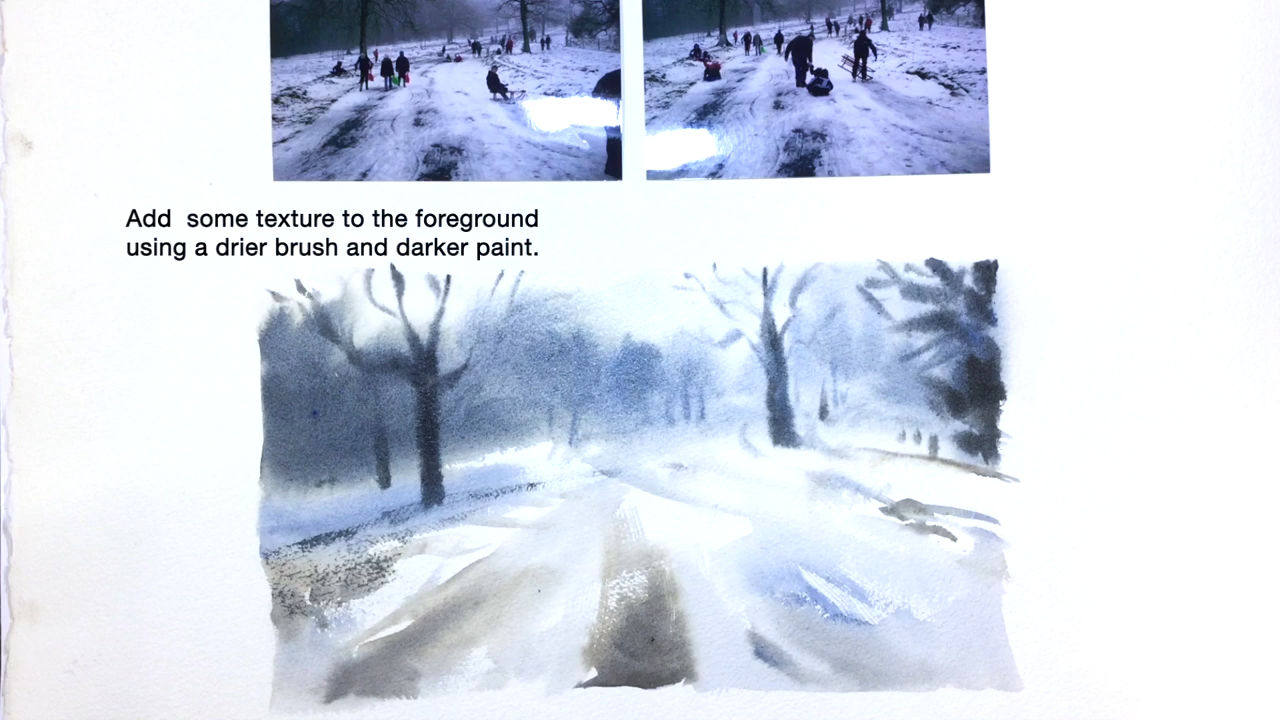 Add  some texture to the foreground
using a drier brush and darker paint.